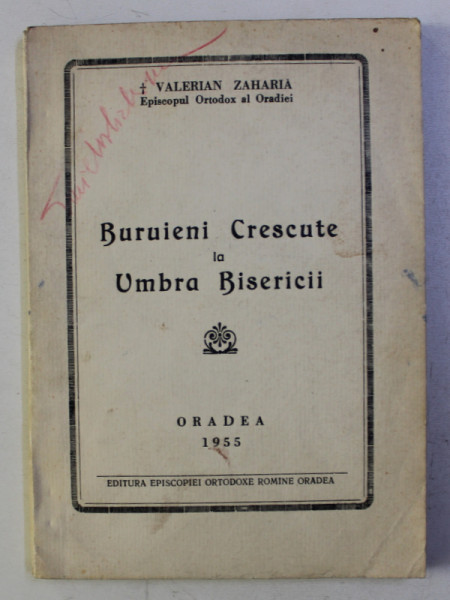 † VALERIAN ZAHARIA
Episcopul Ortodox al Oradiei
Buruieni Crescute
la
Umbra Bisericii
ORADEA
1955
EDITURA EPISCOPIEI ORTODOXE ROMINE ORADEA